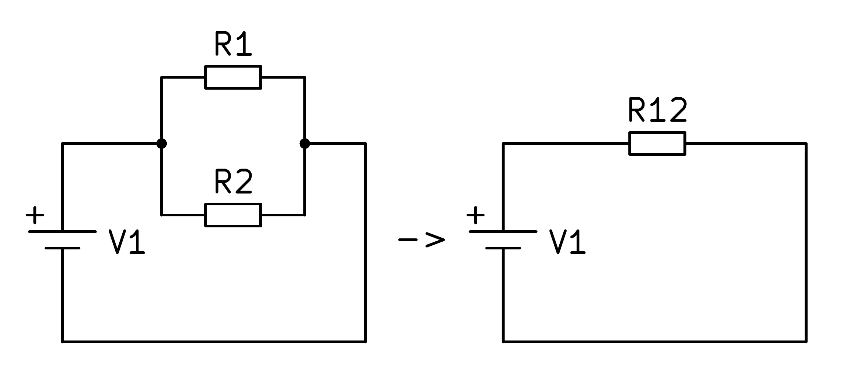 R1
R2
+
V1
->
R12
+
V1